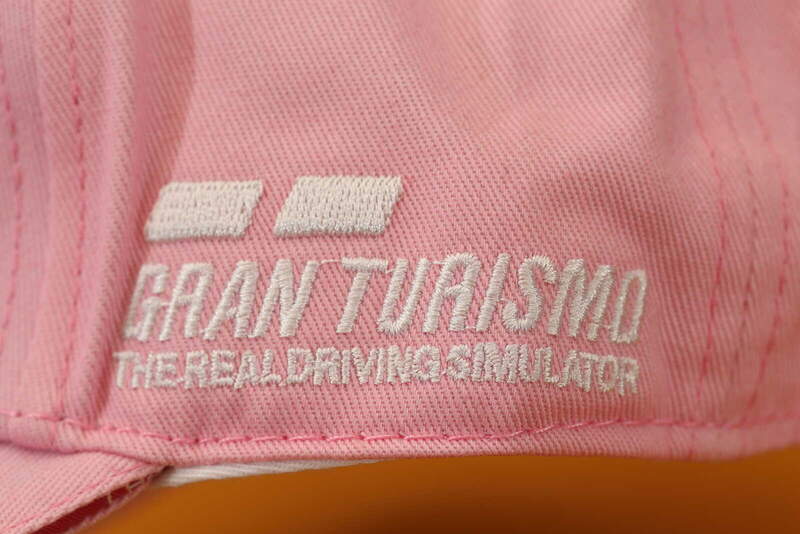 GRAN TURISMO
THE REAL DRIVING SIMULATOR